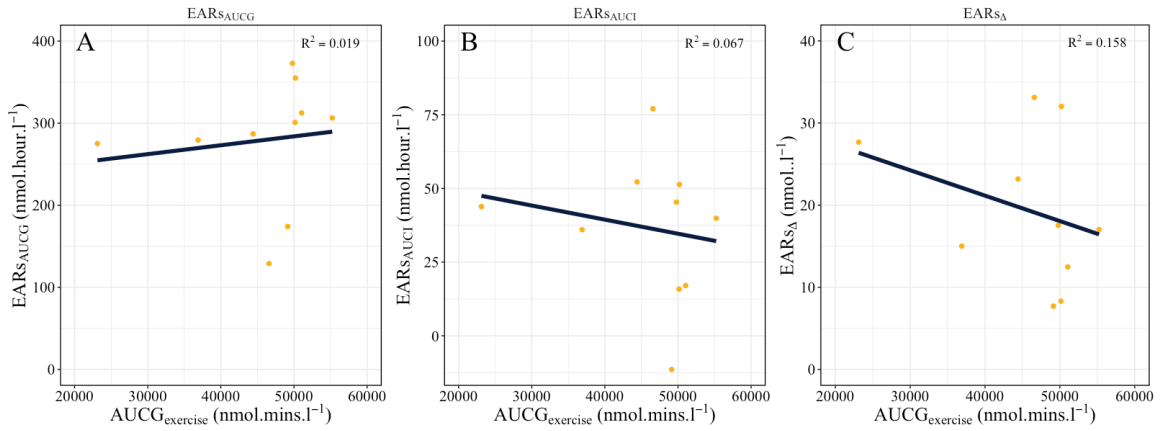 EARsAUCG
A
R² = 0.019
400
300
200
100
0
EARsAUCG (nmol.hour.l⁻¹)
20000 30000 40000 50000 60000
AUCGexercise (nmol.mins.l⁻¹)
EARsAUCI
B
R² = 0.067
100
75
50
25
0
EARsAUCI (nmol.hour.l⁻¹)
20000 30000 40000 50000 60000
AUCGexercise (nmol.mins.l⁻¹)
EARsΔ
C
R² = 0.158
40
30
20
10
0
EARsΔ (nmol..l⁻¹)
20000 30000 40000 50000 60000
AUCGexercise (nmol.mins.l⁻¹)